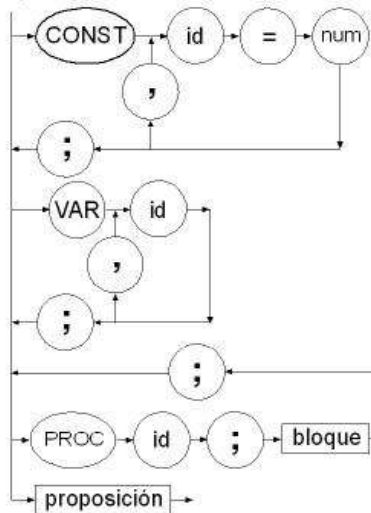 CONST id = num
,
;
VAR id
,
;
;
PROC id ; bloque
proposición